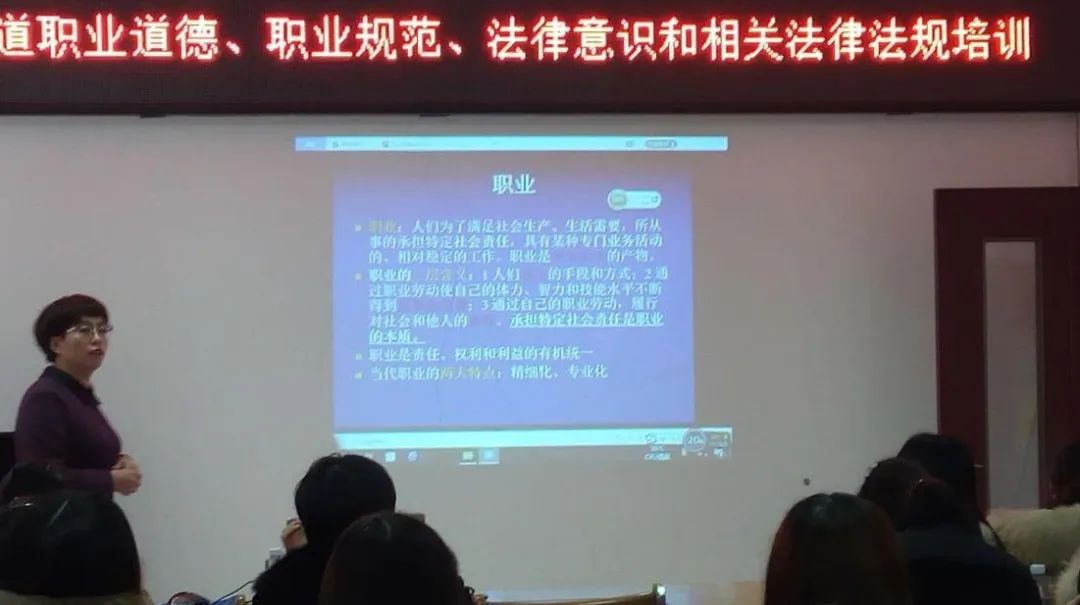 道职业道德、职业规范、法律意识和相关法律法规培训
职业
职业：人们为了满足社会生产、生活需要，所从
事的承担特定社会责任，具有某种专门业务活动
的、相对稳定的工作。职业是 的产物。
职业的 层含义：1人们 的手段和方式；2通
过职业劳动使自己的体力、智力和技能水平不断
得到 ；3通过自己的职业劳动，履行
对社会和他人的 。承担特定社会责任是职业
的本质。
职业是责任、权利和利益的有机统一
当代职业的两大特点：精细化、专业化